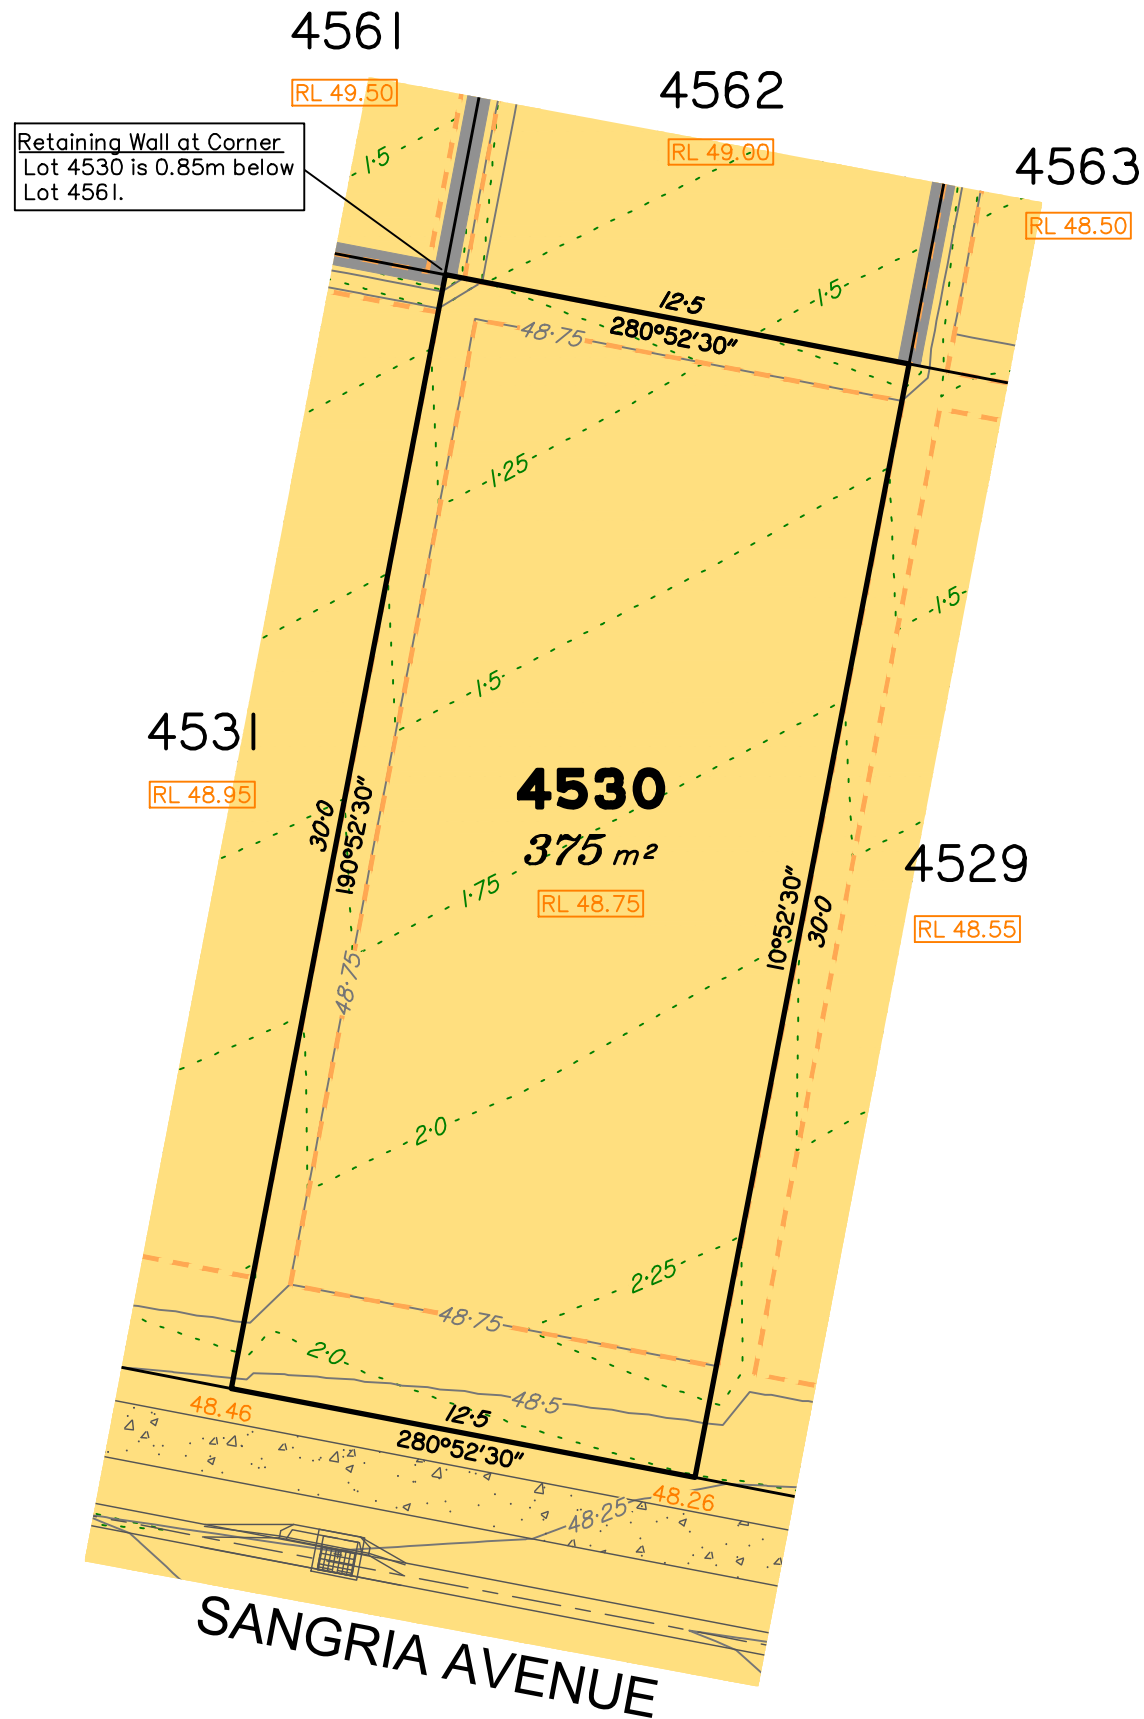 4561
RL 49.50
4562
RL 49.00
4563
RL 48.50
Retaining Wall at Corner
Lot 4530 is 0.85m below
Lot 4561.
1·5
1·5
12·5
280°52'30"
48·75
1·25
1·5
1·5
4531
RL 48.95
30·0
190°52'30"
4530
375 m²
RL 48.75
1·75
4529
RL 48.55
10°52'30"
30·0
48·75
2·0
2·25
48·75
2·0
48·5
48.46
12·5
280°52'30"
48.26
48·25
SANGRIA AVENUE